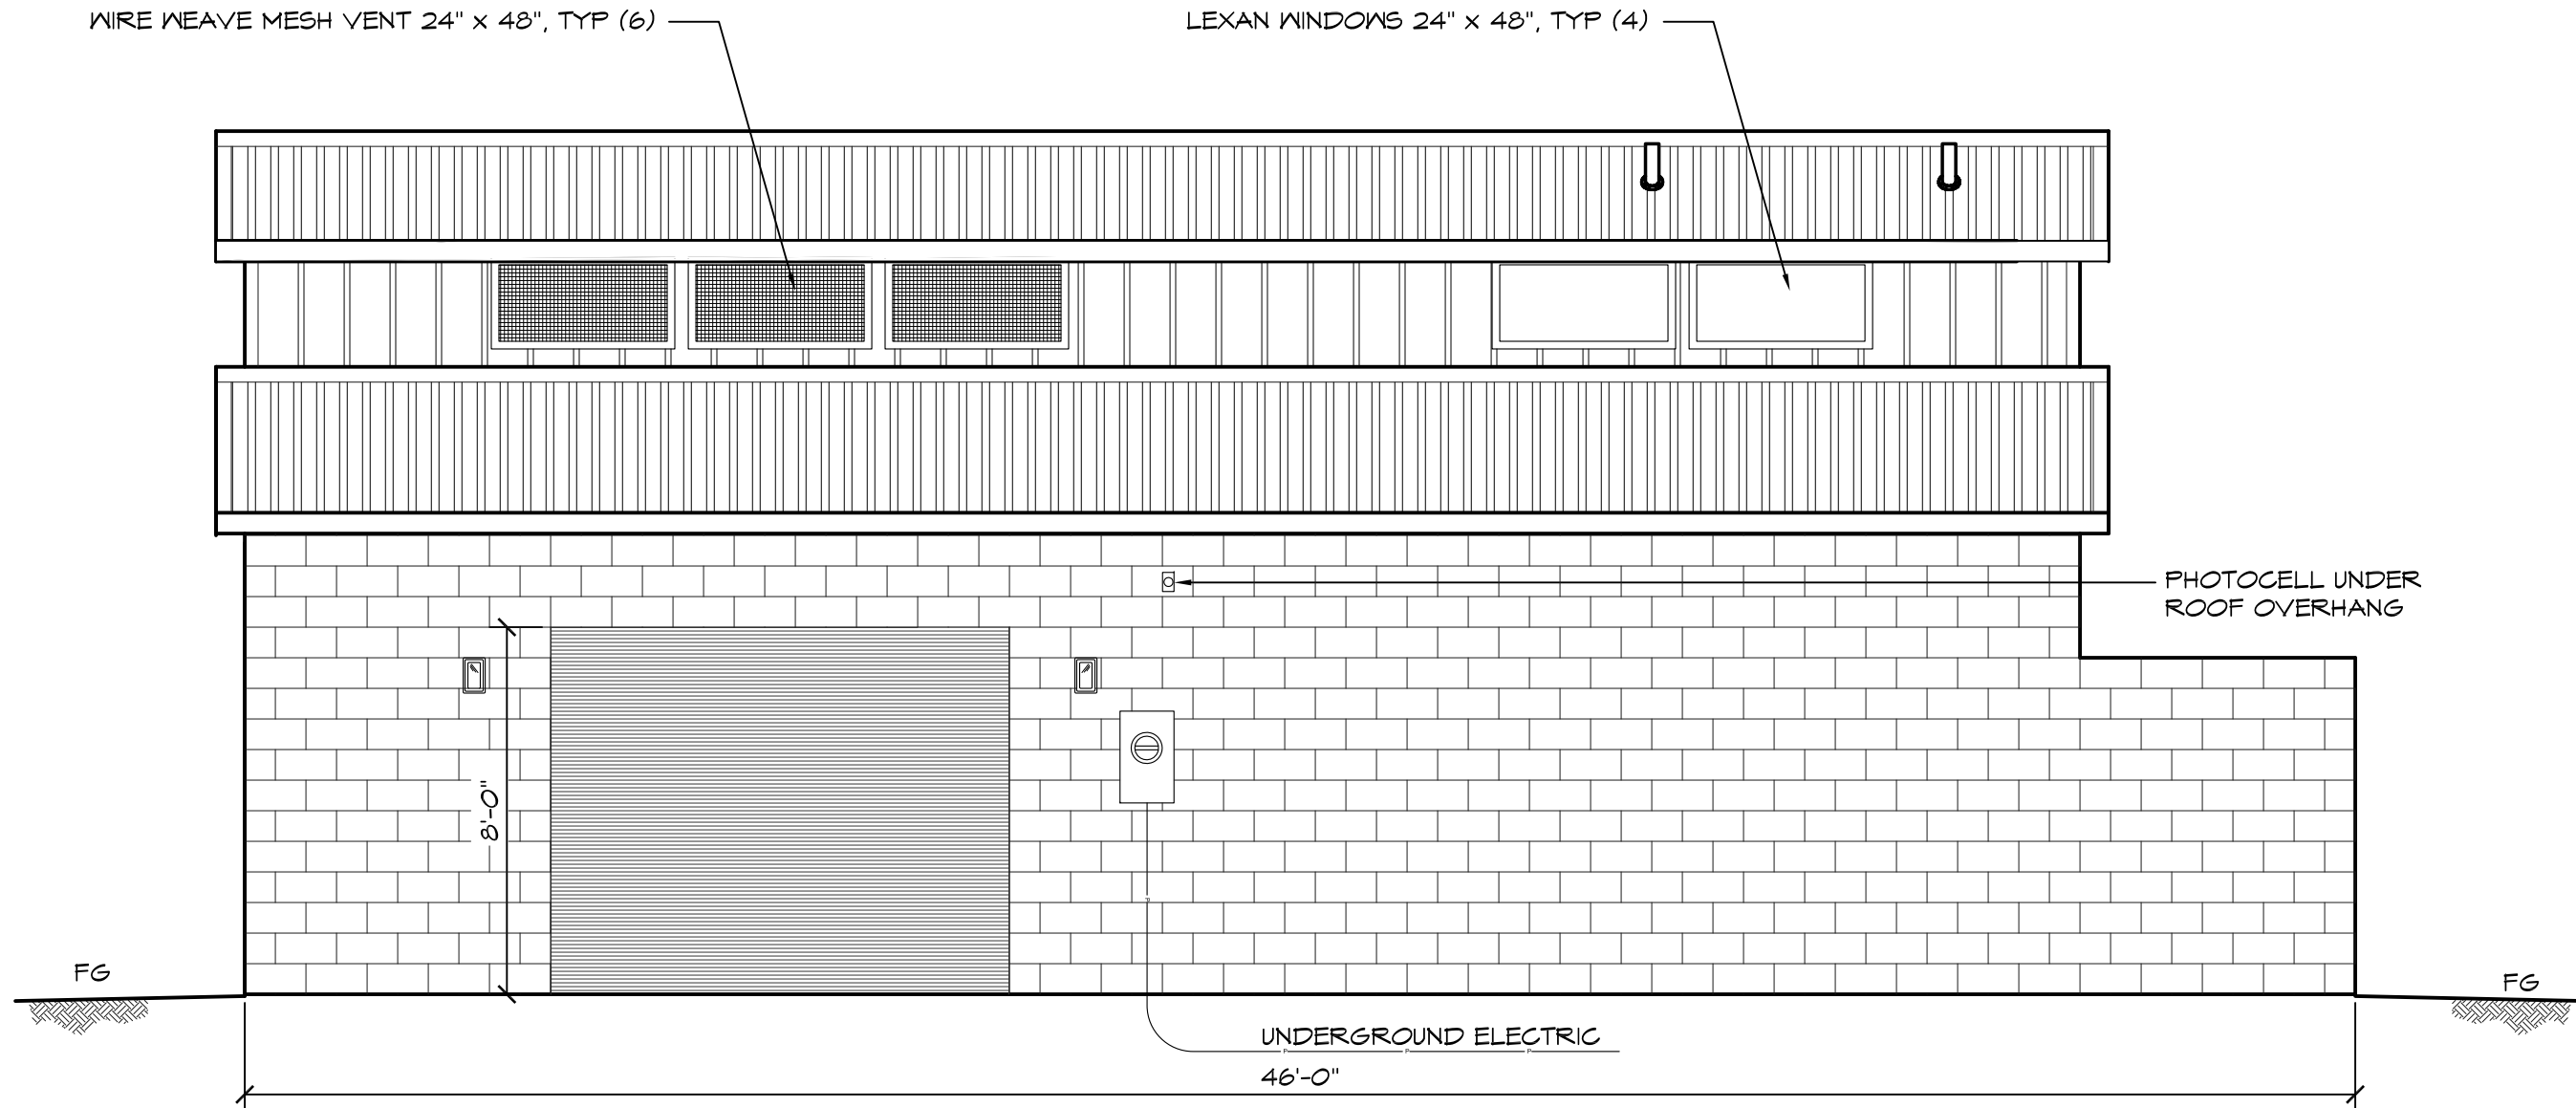 WIRE WEAVE MESH VENT 24" x 48", TYP (6)
LEXAN WINDOWS 24" x 48", TYP (4)
PHOTOCELL UNDER
ROOF OVERHANG
8'-0"
FG
FG
UNDERGROUND ELECTRIC
P P P
46'-0"